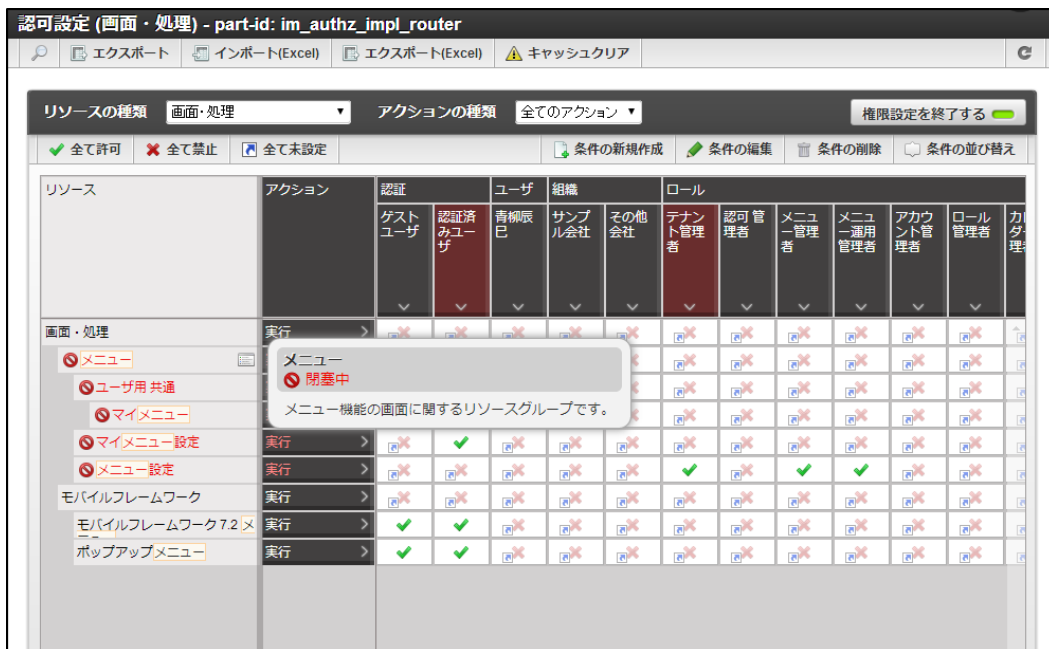 認可設定 (画面・処理) - part-id: im_authz_impl_router
エクスポート インポート(Excel) エクスポート(Excel) キャッシュクリア
リソースの種類 画面・処理 アクションの種類 全てのアクション 権限設定を終了する
全て許可 全て禁止 全て未設定 条件の新規作成 条件の編集 条件の削除 条件の並び替え
リソース アクション 認証 ユーザ 組織 ロール
ゲストユーザ 認証済みユーザ 青柳辰巳 サンプル会社 その他会社 テナント管理者 認可管理者 メニュー管理者 メニュー運用管理者 アカウント管理者 ロール管理者
画面・処理 実行
メニュー
メニュー
閉塞中
ユーザ用 共通
メニュー機能の画面に関するリソースグループです。
マイメニュー
マイメニュー設定 実行
メニュー設定 実行
モバイルフレームワーク 実行
モバイルフレームワーク 7.2 メ 実行
ポップアップメニュー 実行